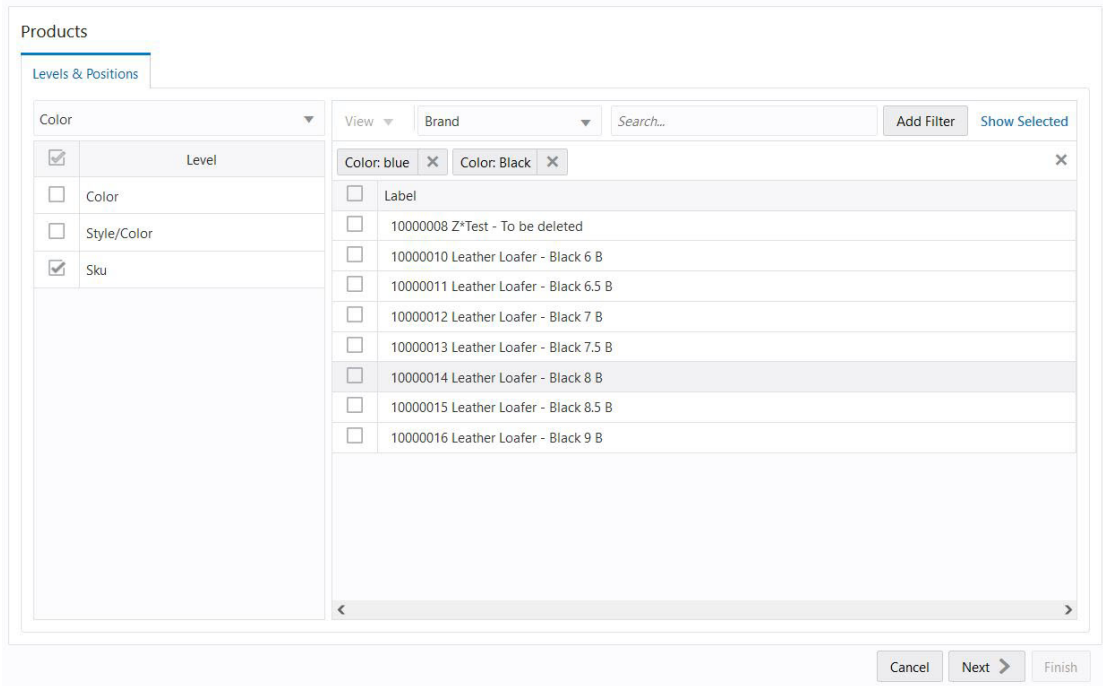 Products
Levels & Positions
Color
View
Brand
Search...
Add Filter
Show Selected
Level
Color: blue
Color: Black
Color
Label
Style/Color
10000008 Z*Test - To be deleted
Sku
10000010 Leather Loafer - Black 6 B
10000011 Leather Loafer - Black 6.5 B
10000012 Leather Loafer - Black 7 B
10000013 Leather Loafer - Black 7.5 B
10000014 Leather Loafer - Black 8 B
10000015 Leather Loafer - Black 8.5 B
10000016 Leather Loafer - Black 9 B
Cancel
Next
Finish